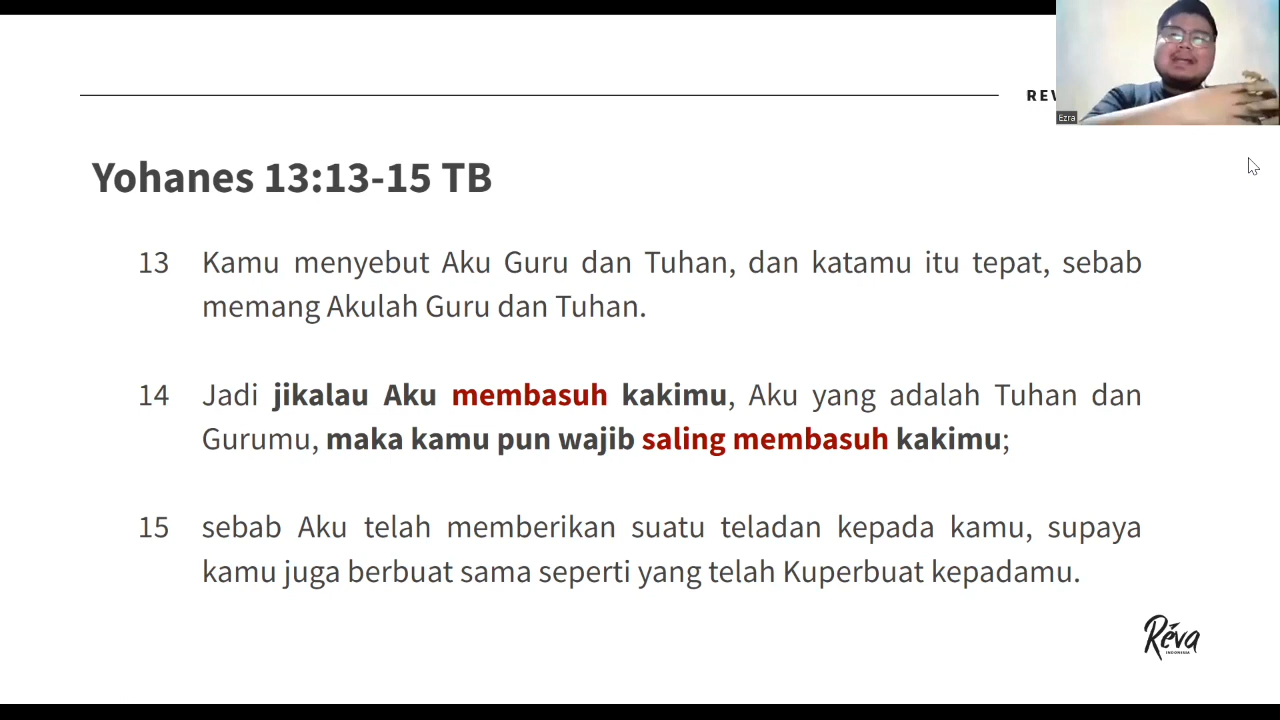 REV
Ezra
Yohanes 13:13-15 TB
13 Kamu menyebut Aku Guru dan Tuhan, dan katamu itu tepat, sebab
memang Akulah Guru dan Tuhan.
14 Jadi jikalau Aku membasuh kakimu, Aku yang adalah Tuhan dan
Gurumu, maka kamu pun wajib saling membasuh kakimu;
15 sebab Aku telah memberikan suatu teladan kepada kamu, supaya
kamu juga berbuat sama seperti yang telah Kuperbuat kepadamu.
Réva
INDONESIA